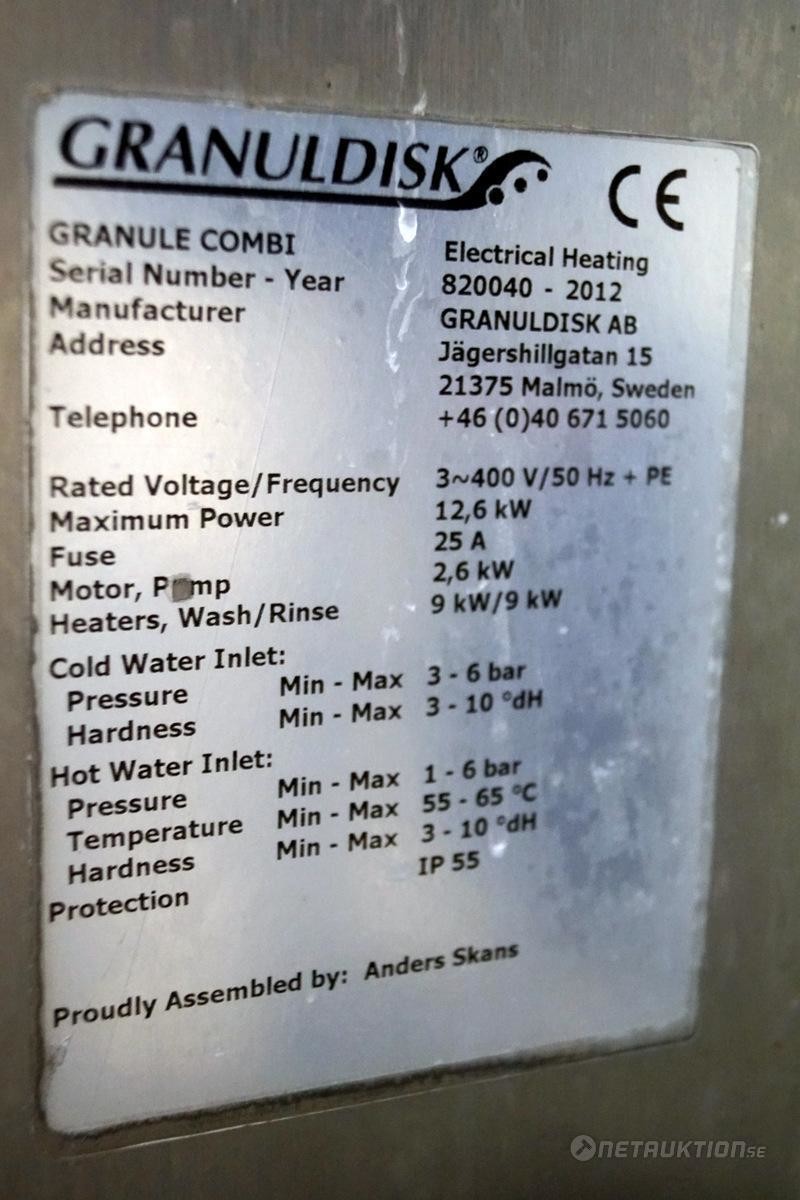 GRANULDISK® CE
GRANULE COMBI Electrical Heating
Serial Number - Year 820040 - 2012
Manufacturer GRANULDISK AB
Address Jägershillgatan 15
21375 Malmö, Sweden
Telephone +46 (0)40 671 5060
Rated Voltage/Frequency 3~400 V/50 Hz + PE
Maximum Power 12,6 kW
Fuse 25 A
Motor, Pump 2,6 kW
Heaters, Wash/Rinse 9 kW/9 kW
Cold Water Inlet:
Pressure Min - Max 3 - 6 bar
Hardness Min - Max 3 - 10 °dH
Hot Water Inlet:
Pressure Min - Max 1 - 6 bar
Temperature Min - Max 55 - 65 °C
Hardness Min - Max 3 - 10 °dH
Protection IP 55
Proudly Assembled by: Anders Skans
NETAUKTION.SE